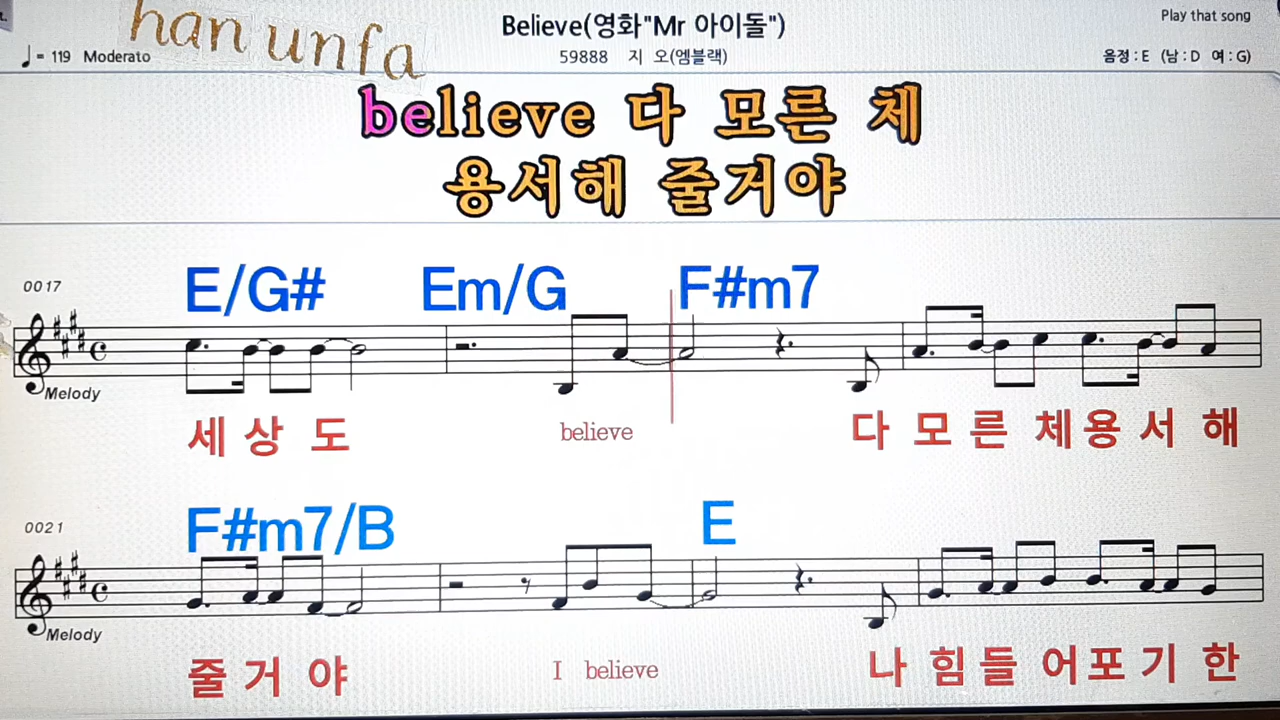 t.
han unfa
Believe(영화"Mr 아이돌")
Play that song
♩ = 119 Moderato
59888 지 오(엠블랙)
음정 : E (남 : D 여 : G)
believe 다 모른 체
용서해 줄거야
0017
E/G# Em/G F#m7
Melody
세 상 도 believe 다 모 른 체 용 서 해
0021
F#m7/B E
Melody
줄 거 야 I believe 나 힘 들 어 포 기 한